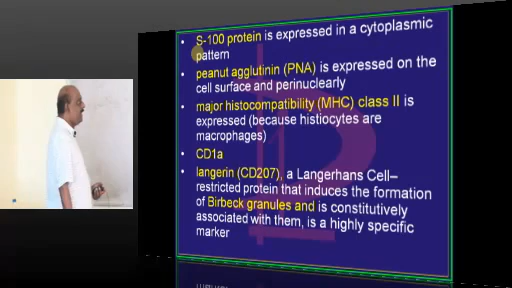 S-100 protein is expressed in a cytoplasmic
pattern
peanut agglutinin (PNA) is expressed on the
cell surface and perinuclearly
major histocompatibility (MHC) class II is
expressed (because histiocytes are
macrophages)
CD1a
langerin (CD207), a Langerhans Cell–
restricted protein that induces the formation
of Birbeck granules and is constitutively
associated with them, is a highly specific
marker